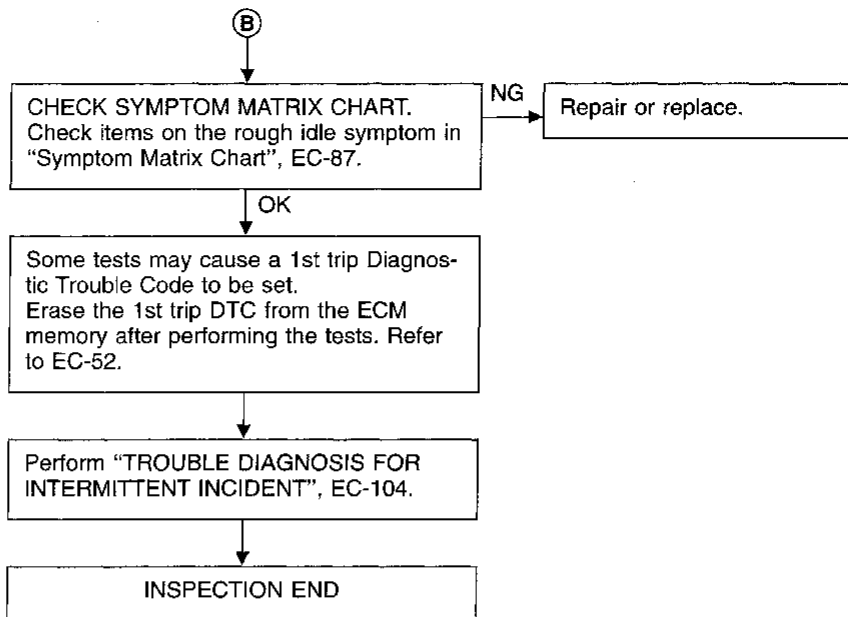 B
CHECK SYMPTOM MATRIX CHART.
Check items on the rough idle symptom in
“Symptom Matrix Chart”, EC-87.
NG
Repair or replace.
OK
Some tests may cause a 1st trip Diagnos-
tic Trouble Code to be set.
Erase the 1st trip DTC from the ECM
memory after performing the tests. Refer
to EC-52.
Perform “TROUBLE DIAGNOSIS FOR
INTERMITTENT INCIDENT”, EC-104.
INSPECTION END